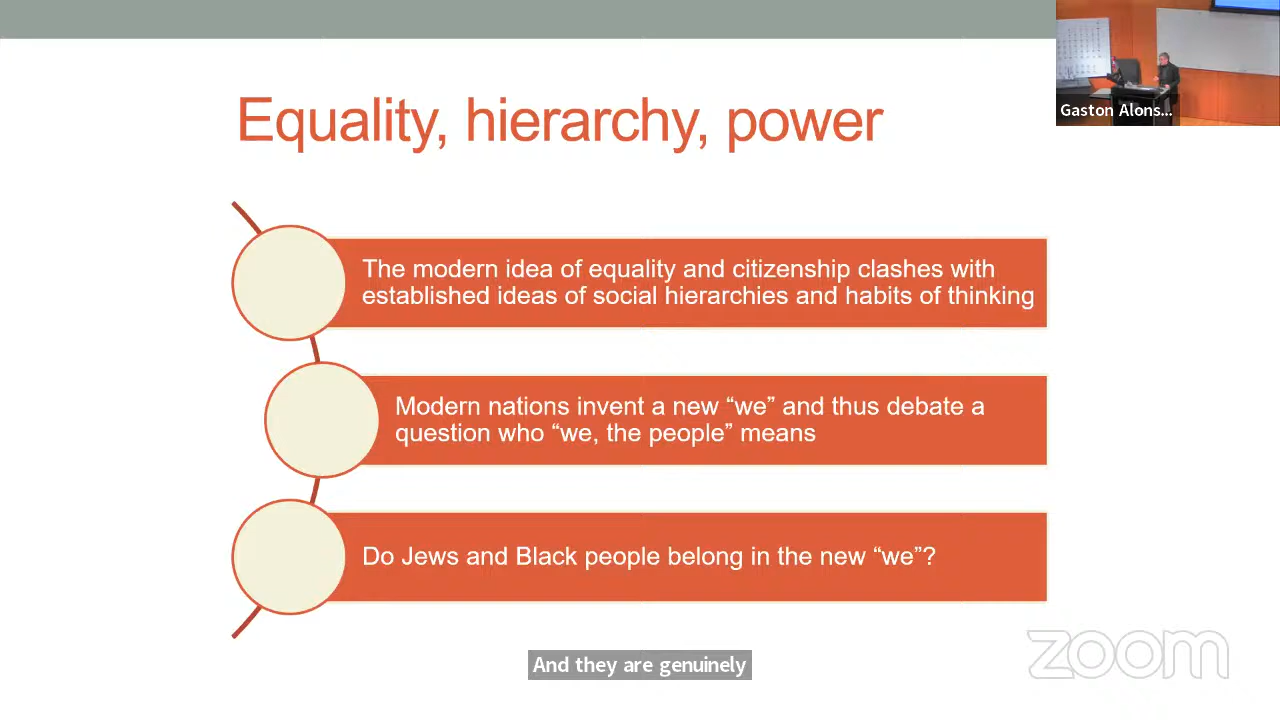 Equality, hierarchy, power
Gaston Alons...
The modern idea of equality and citizenship clashes with
established ideas of social hierarchies and habits of thinking
Modern nations invent a new “we” and thus debate a
question who “we, the people” means
Do Jews and Black people belong in the new “we”?
And they are genuinely
zoom